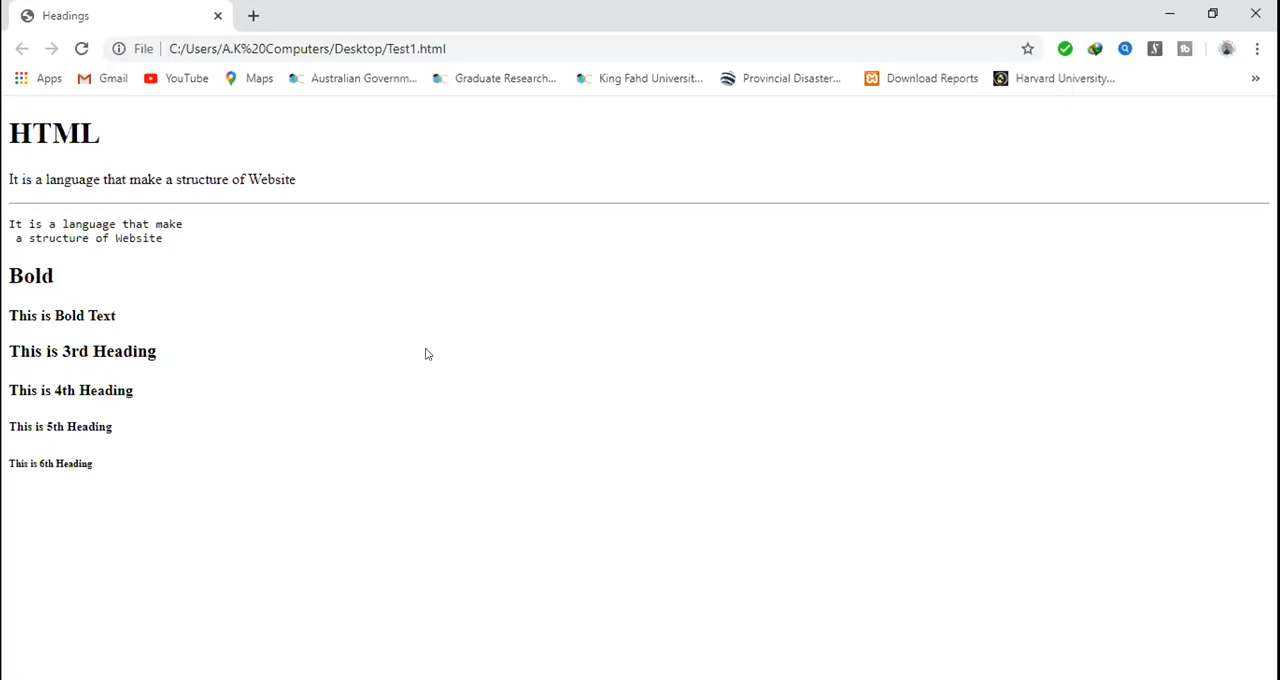 Headings
File C:/Users/A.K%20Computers/Desktop/Test1.html
Apps Gmail YouTube Maps Australian Governm... Graduate Research... King Fahd Universit... Provincial Disaster... Download Reports Harvard University... »
HTML
It is a language that make a structure of Website
It is a language that make
a structure of Website
Bold
This is Bold Text
This is 3rd Heading
This is 4th Heading
This is 5th Heading
This is 6th Heading